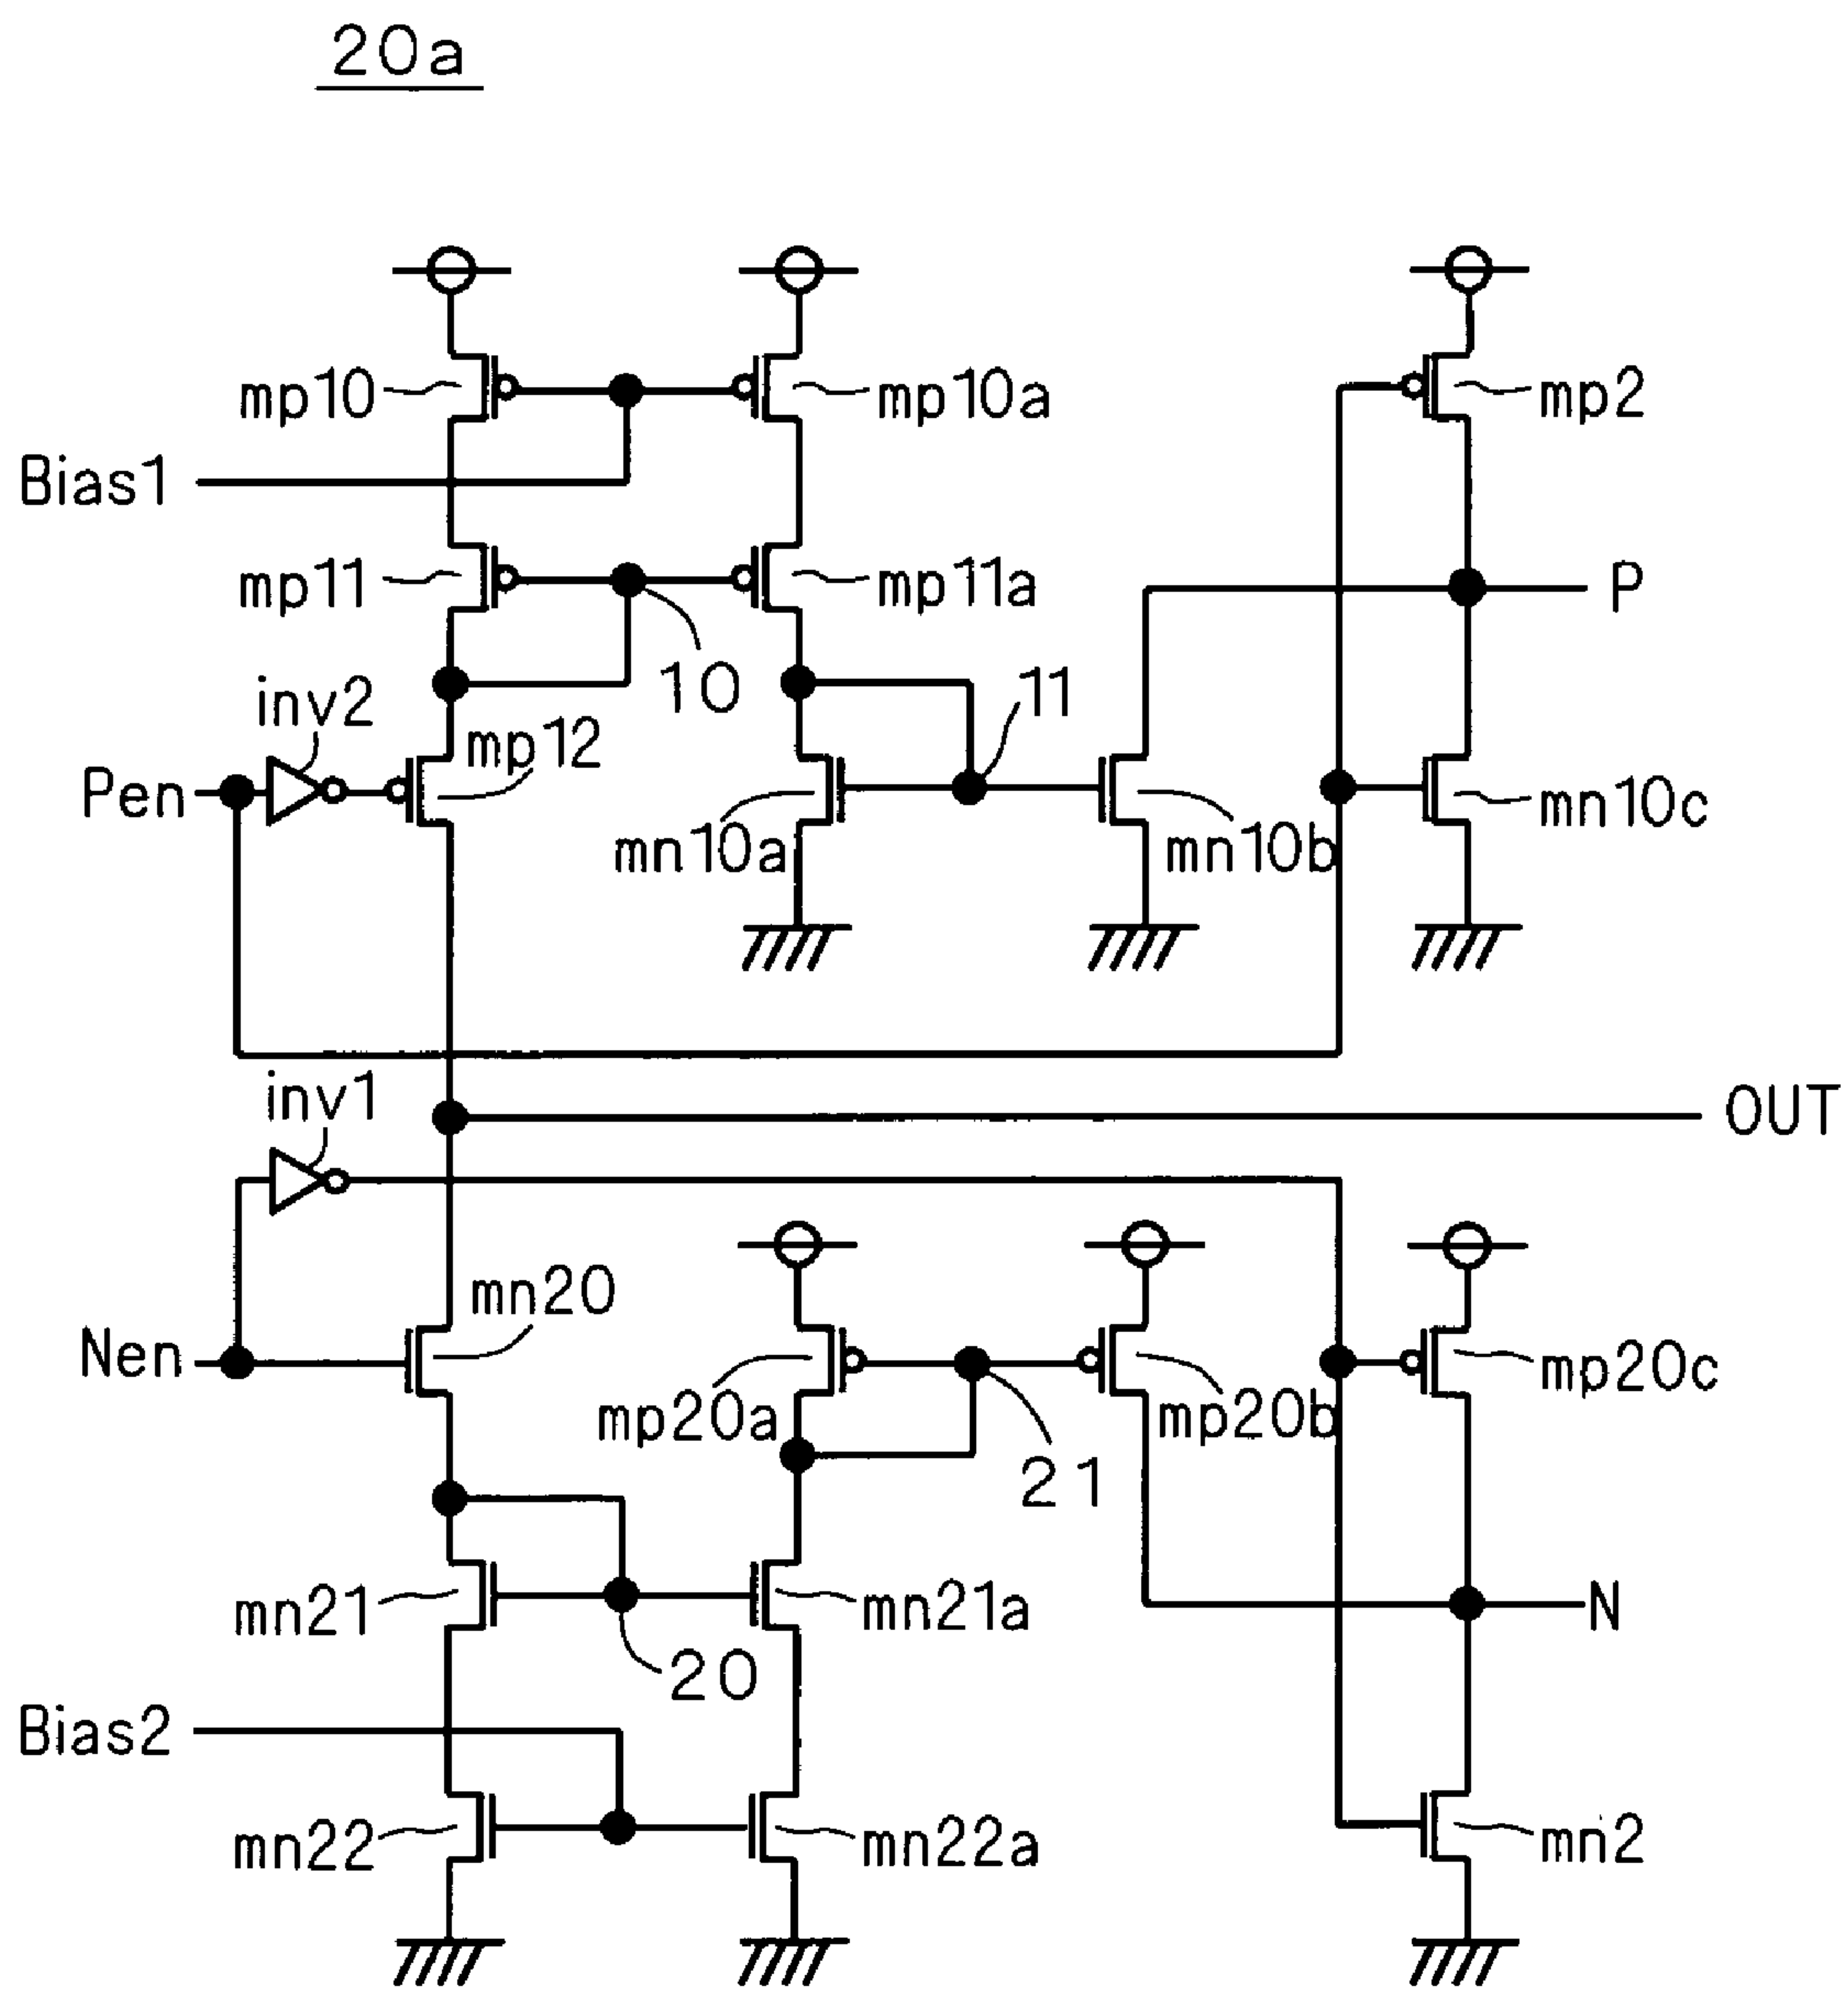 20a
mp10
mp10a
mp2
Bias1
mp11
mp11a
P
10
11
inv2
mp12
Pen
mn10a
mn10b
mn10c
inv1
OUT
mn20
Nen
mp20a
mp20b
mp20c
21
mn21
mn21a
N
20
Bias2
mn22
mn22a
mn2